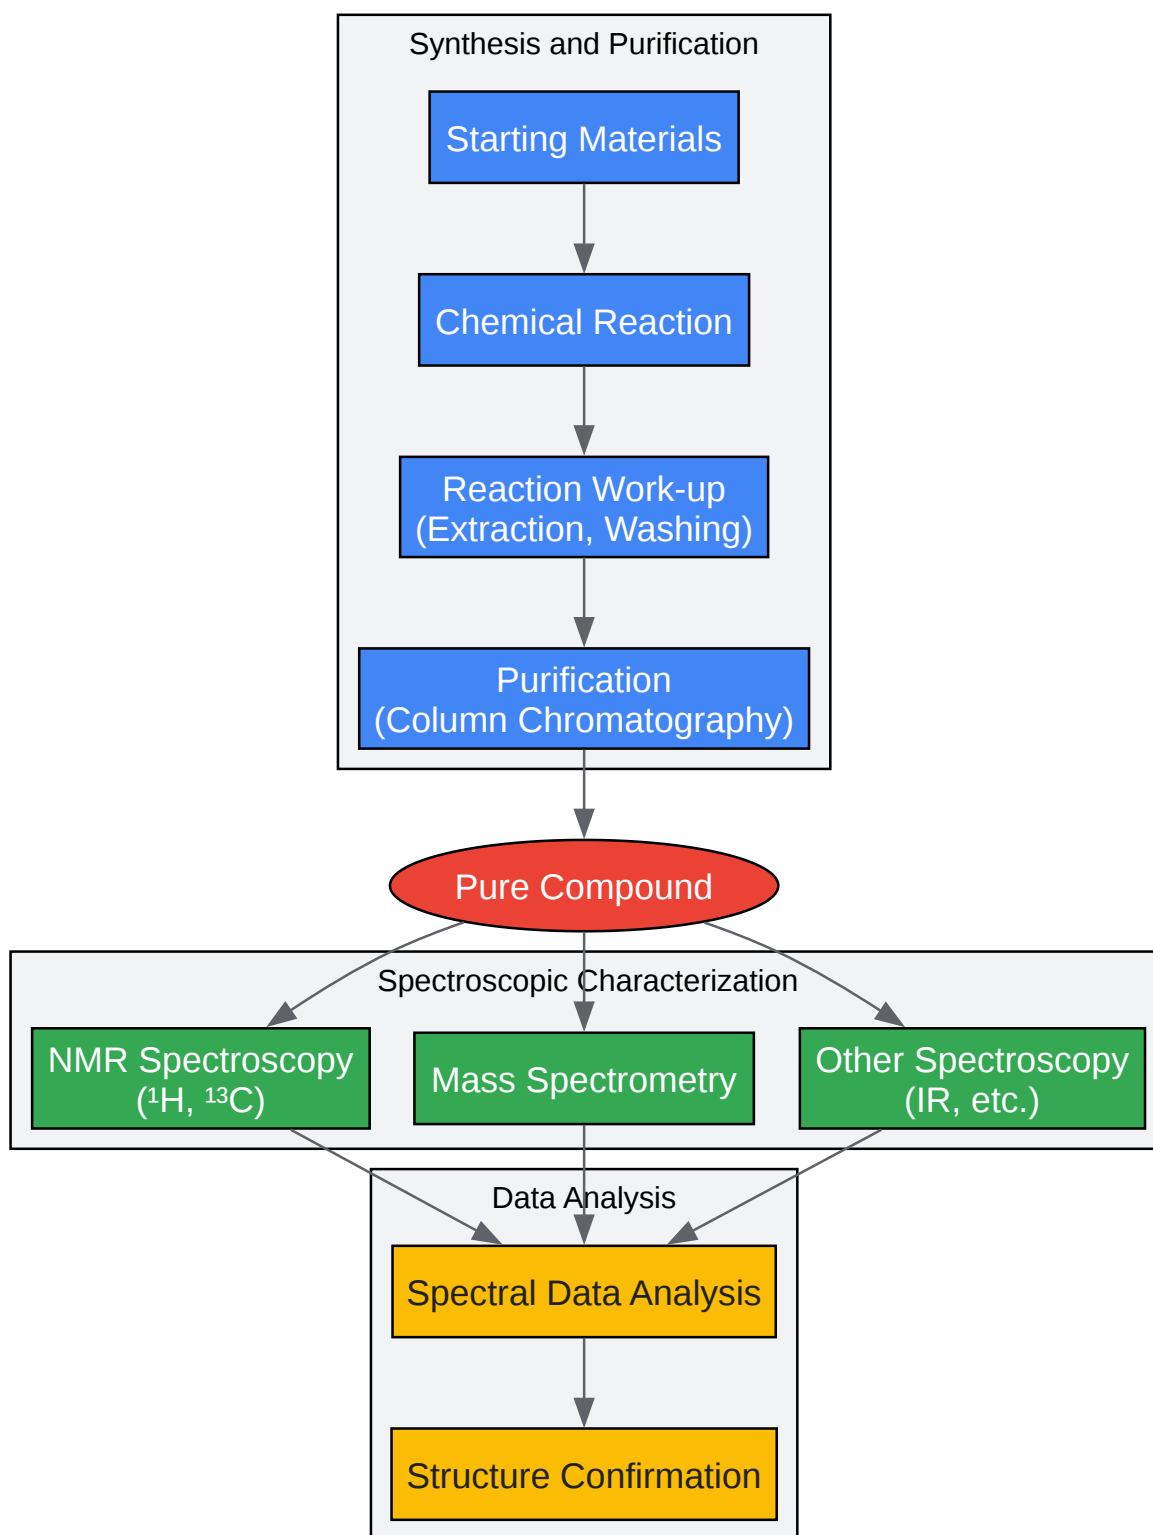 Synthesis and Purification
Starting Materials
Chemical Reaction
Reaction Work-up
(Extraction, Washing)
Purification
(Column Chromatography)
Pure Compound
Spectroscopic Characterization
NMR Spectroscopy
(¹H, ¹³C)
Mass Spectrometry
Other Spectroscopy
(IR, etc.)
Data Analysis
Spectral Data Analysis
Structure Confirmation